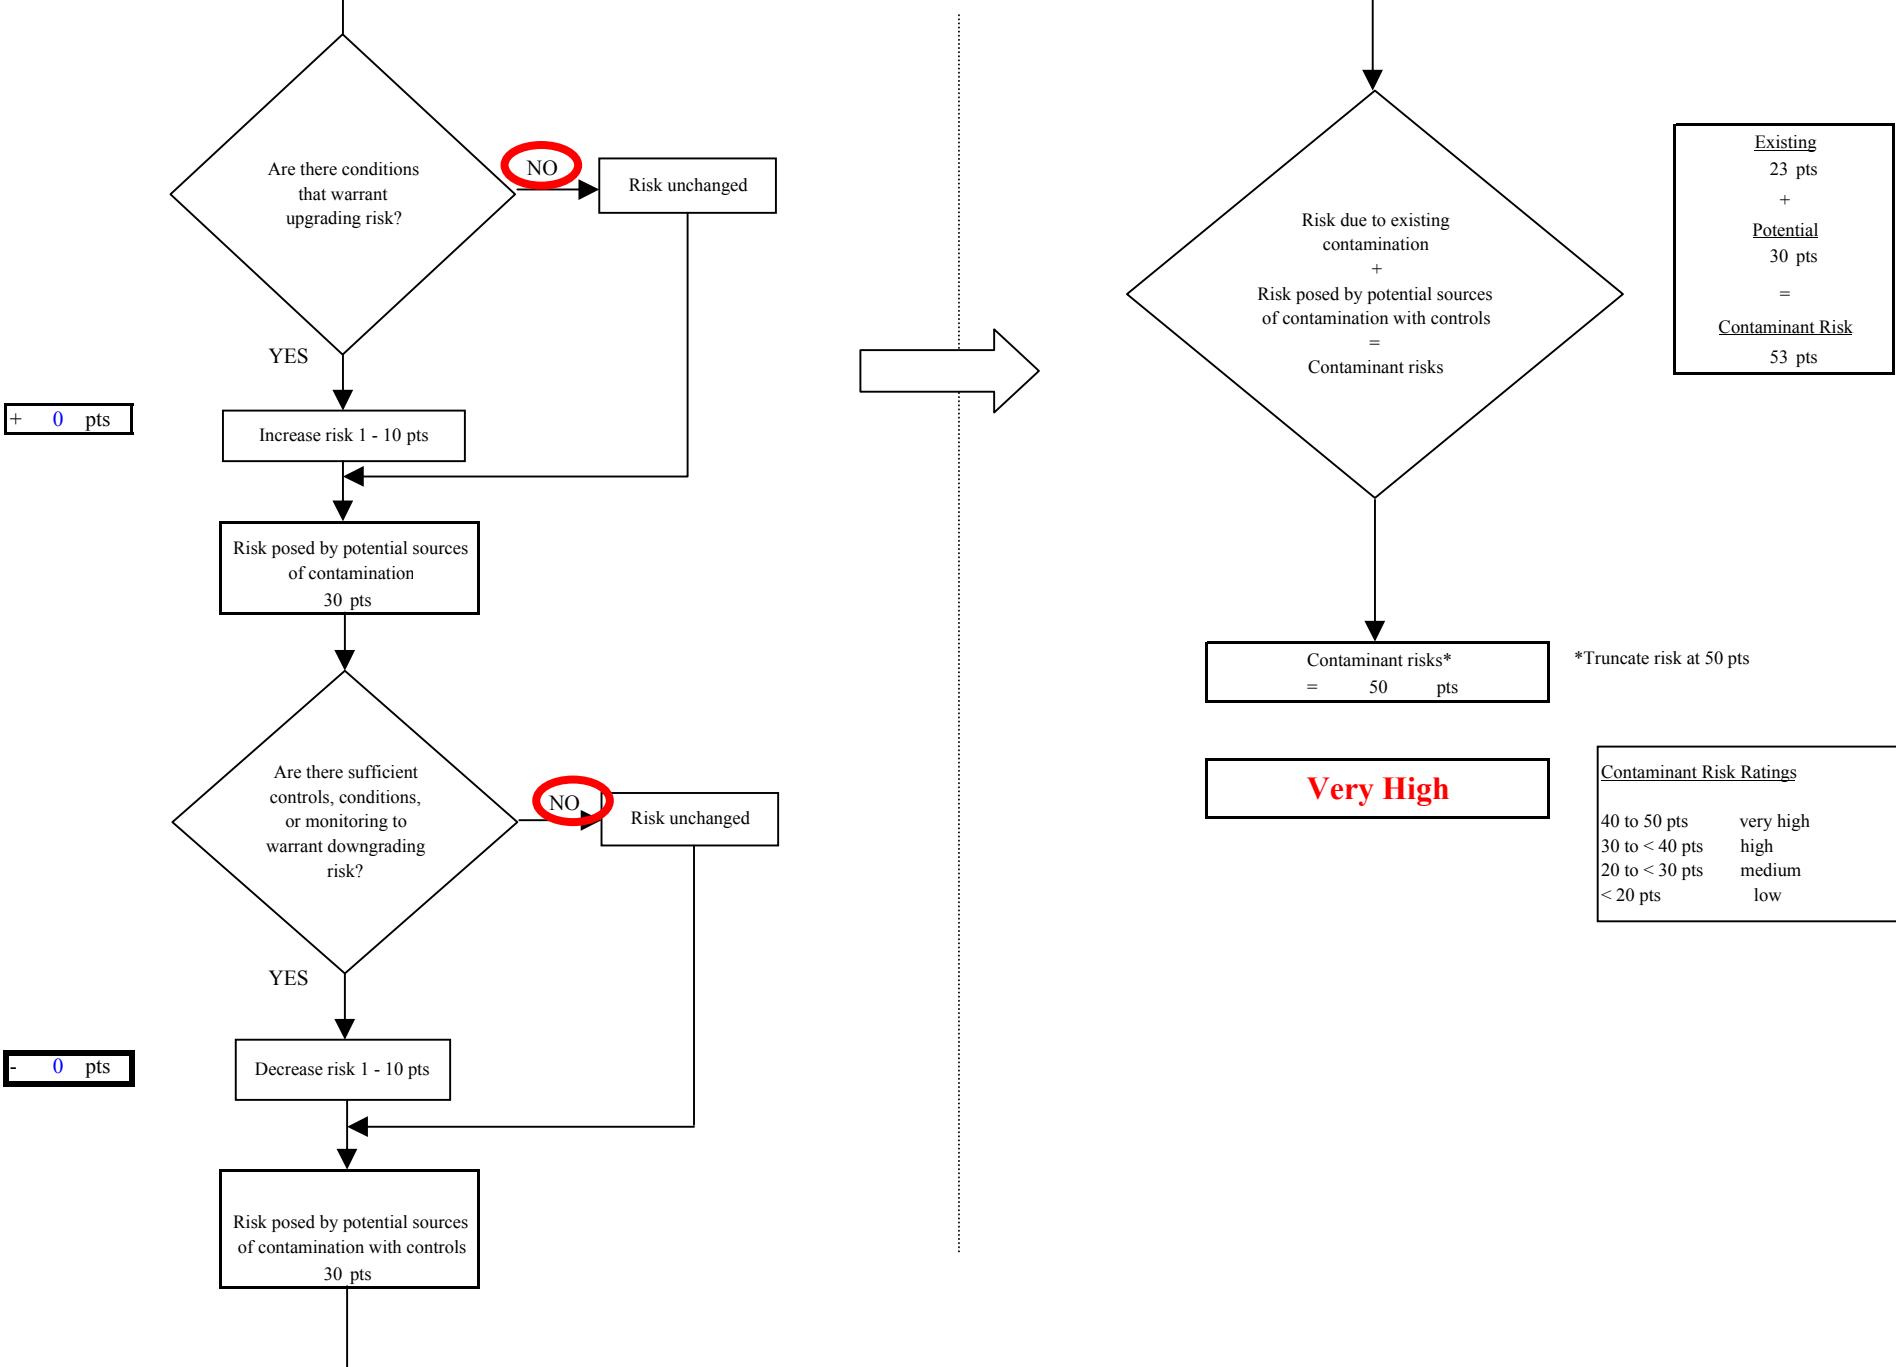 Are there conditions
that warrant
upgrading risk?
NO
Risk unchanged
YES
+ 0 pts
Increase risk 1 - 10 pts
Risk posed by potential sources
of contamination
30 pts
Are there sufficient
controls, conditions,
or monitoring to
warrant downgrading
risk?
NO
Risk unchanged
YES
- 0 pts
Decrease risk 1 - 10 pts
Risk posed by potential sources
of contamination with controls
30 pts
Risk due to existing
contamination
+
Risk posed by potential sources
of contamination with controls
=
Contaminant risks
Existing
23 pts
+
Potential
30 pts
=
Contaminant Risk
53 pts
Contaminant risks*
= 50 pts
*Truncate risk at 50 pts
Very High
Contaminant Risk Ratings
40 to 50 pts very high
30 to < 40 pts high
20 to < 30 pts medium
< 20 pts low